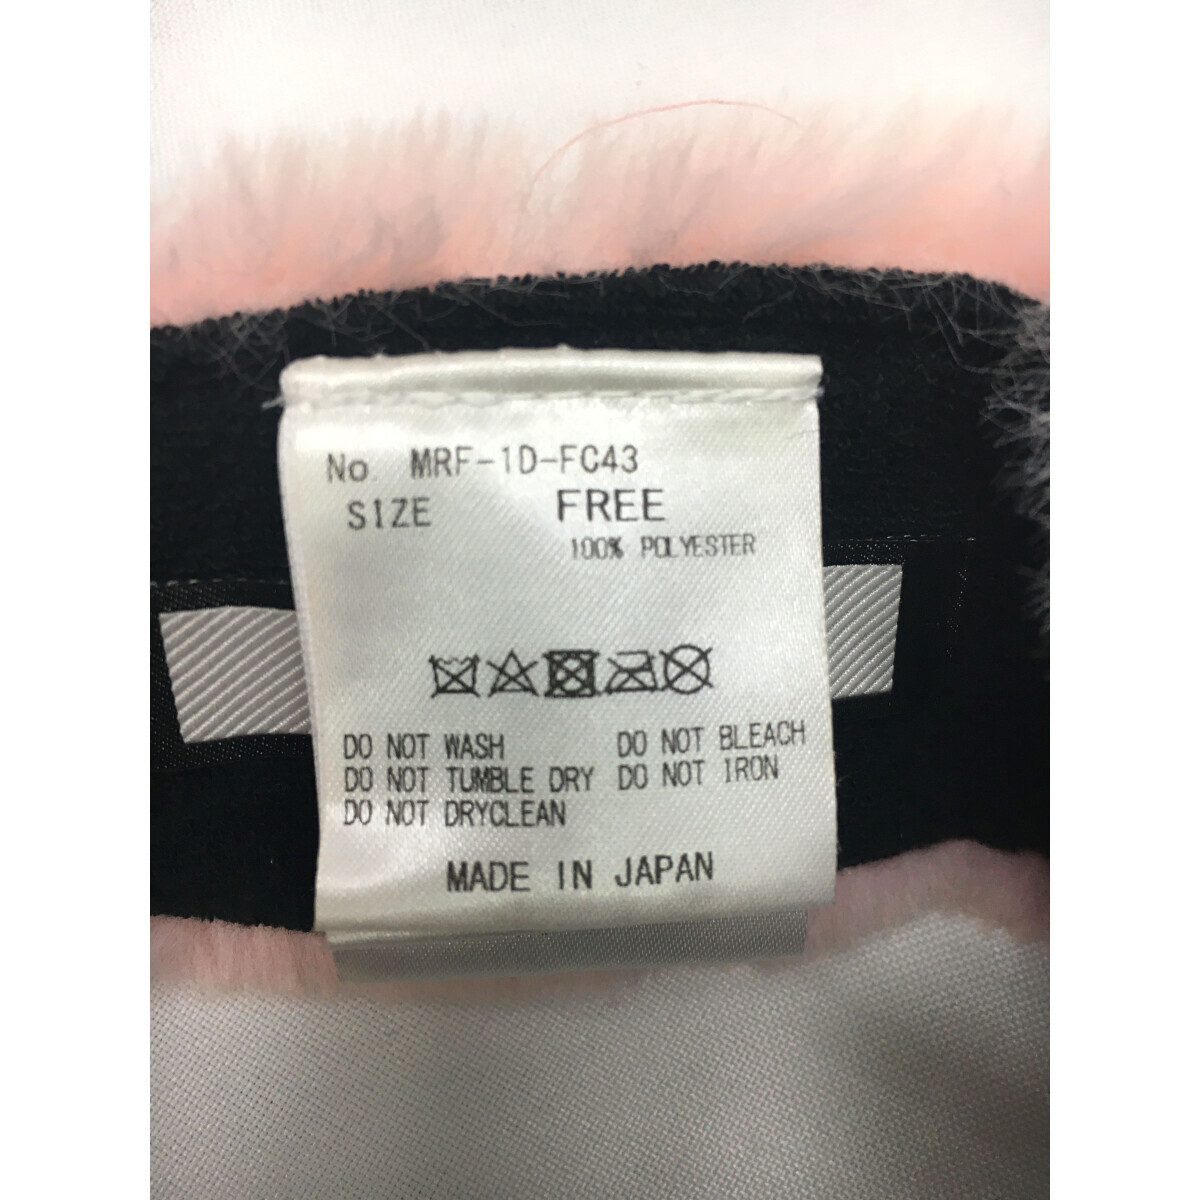 No. MRF-1D-FC43
SIZE FREE
100% POLYESTER
DO NOT WASH DO NOT BLEACH
DO NOT TUMBLE DRY DO NOT IRON
DO NOT DRYCLEAN
MADE IN JAPAN